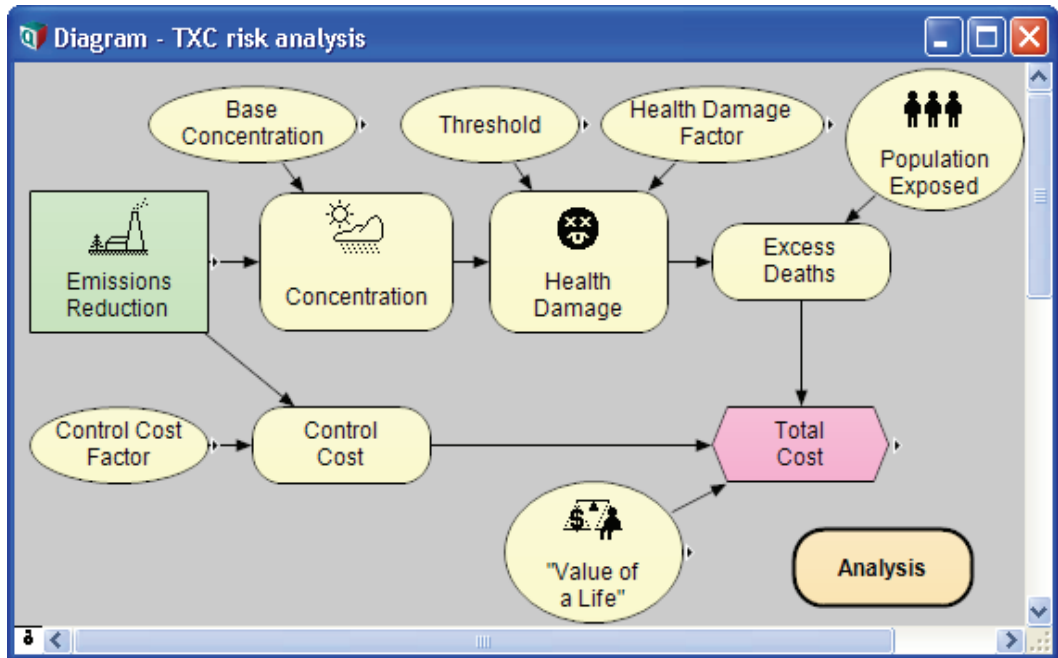 Diagram - TXC risk analysis
Base
Concentration
Threshold
Health Damage
Factor
Population
Exposed
Emissions
Reduction
Concentration
Health
Damage
Excess
Deaths
Control Cost
Factor
Control
Cost
Total
Cost
$
"Value of
a Life"
Analysis